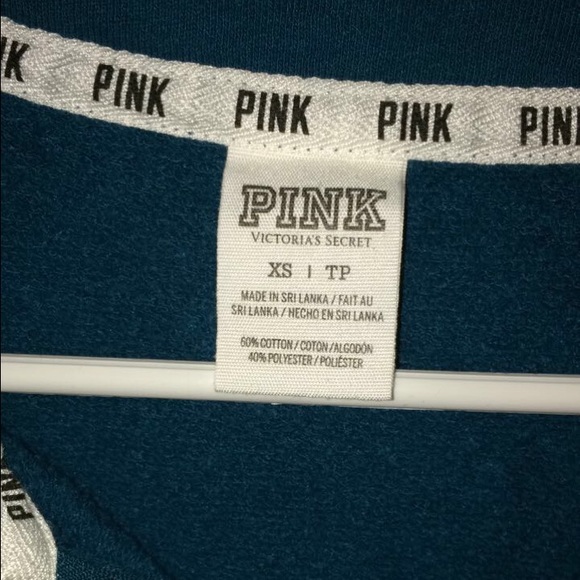 PINK PINK PINK PINK PINK
PINK
VICTORIA'S SECRET
XS | TP
MADE IN SRI LANKA / FAIT AU
SRI LANKA / HECHO EN SRI LANKA
60% COTTON / COTON / ALGODÓN
40% POLYESTER / POLIÉSTER
PINK